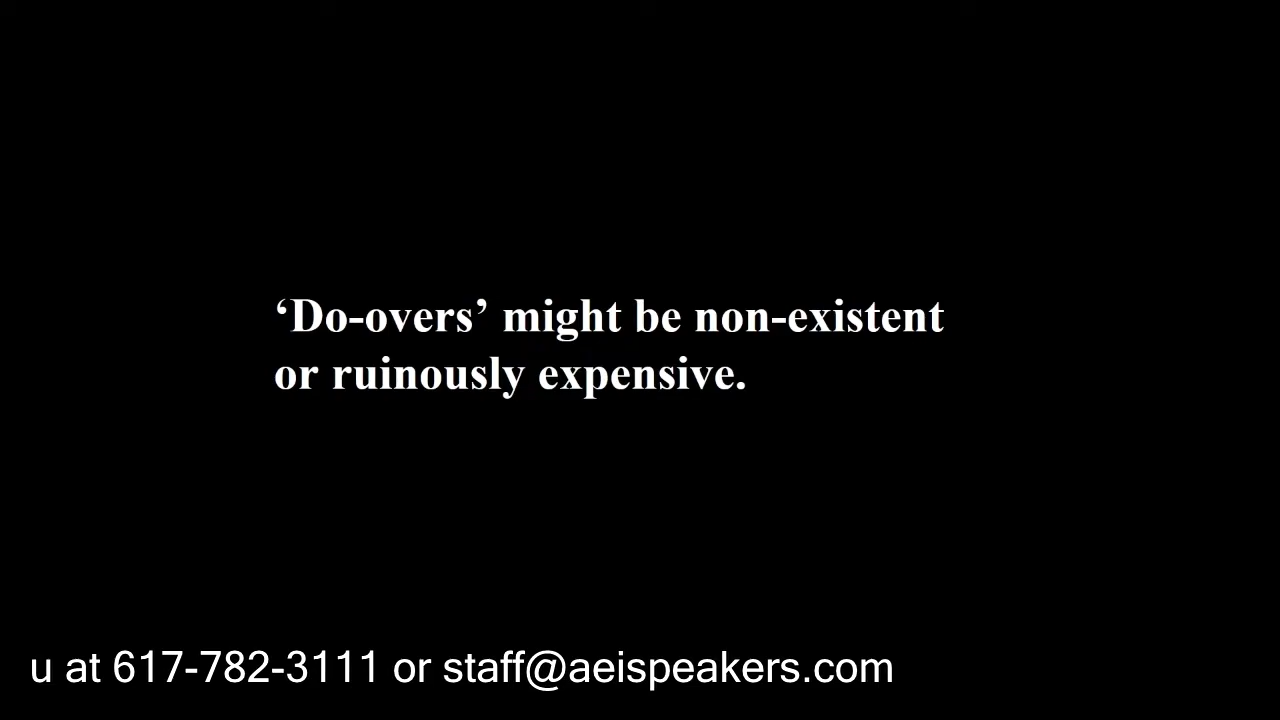 ‘Do-overs’ might be non-existent
or ruinously expensive.
u at 617-782-3111 or staff@aeispeakers.com